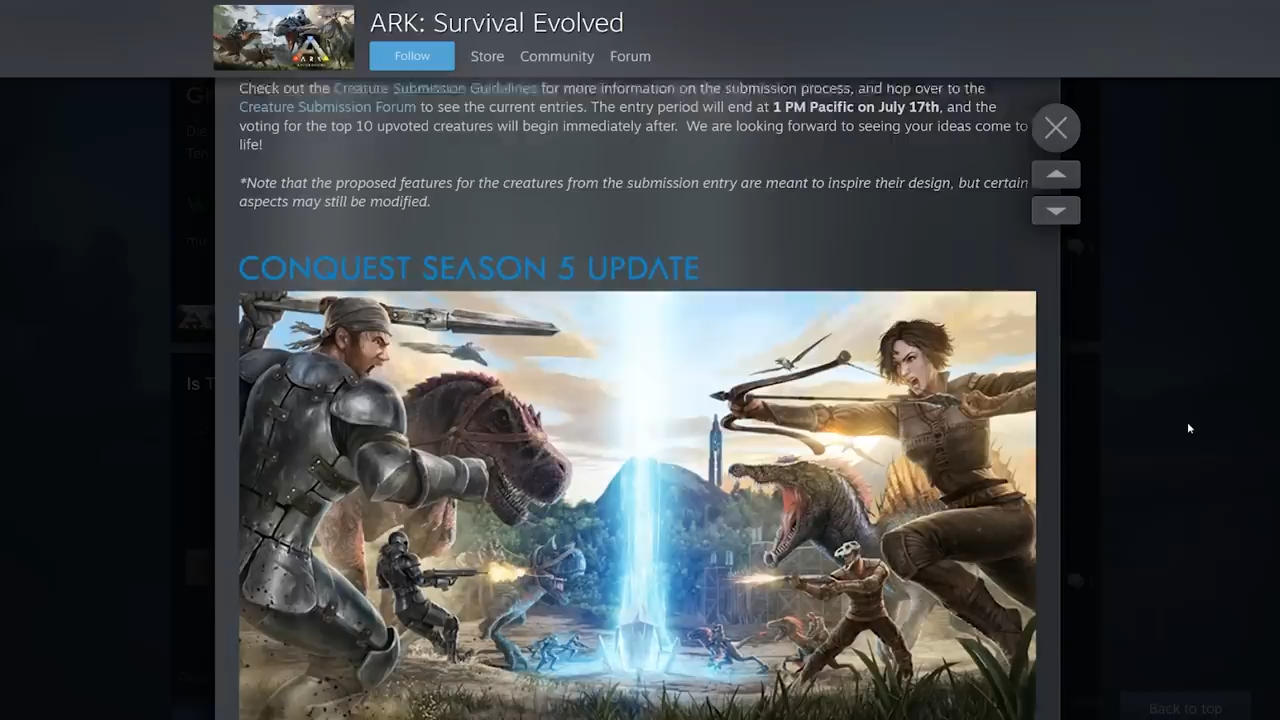 ARK: Survival Evolved
Follow
Store
Community
Forum
Check out the Creature Submission Guidelines for more information on the submission process, and hop over to the
Creature Submission Forum to see the current entries. The entry period will end at 1 PM Pacific on July 17th, and the
voting for the top 10 upvoted creatures will begin immediately after.  We are looking forward to seeing your ideas come to
life!
*Note that the proposed features for the creatures from the submission entry are meant to inspire their design, but certain
aspects may still be modified.
CONQUEST SEASON 5 UPDATE
Is T
Back to top